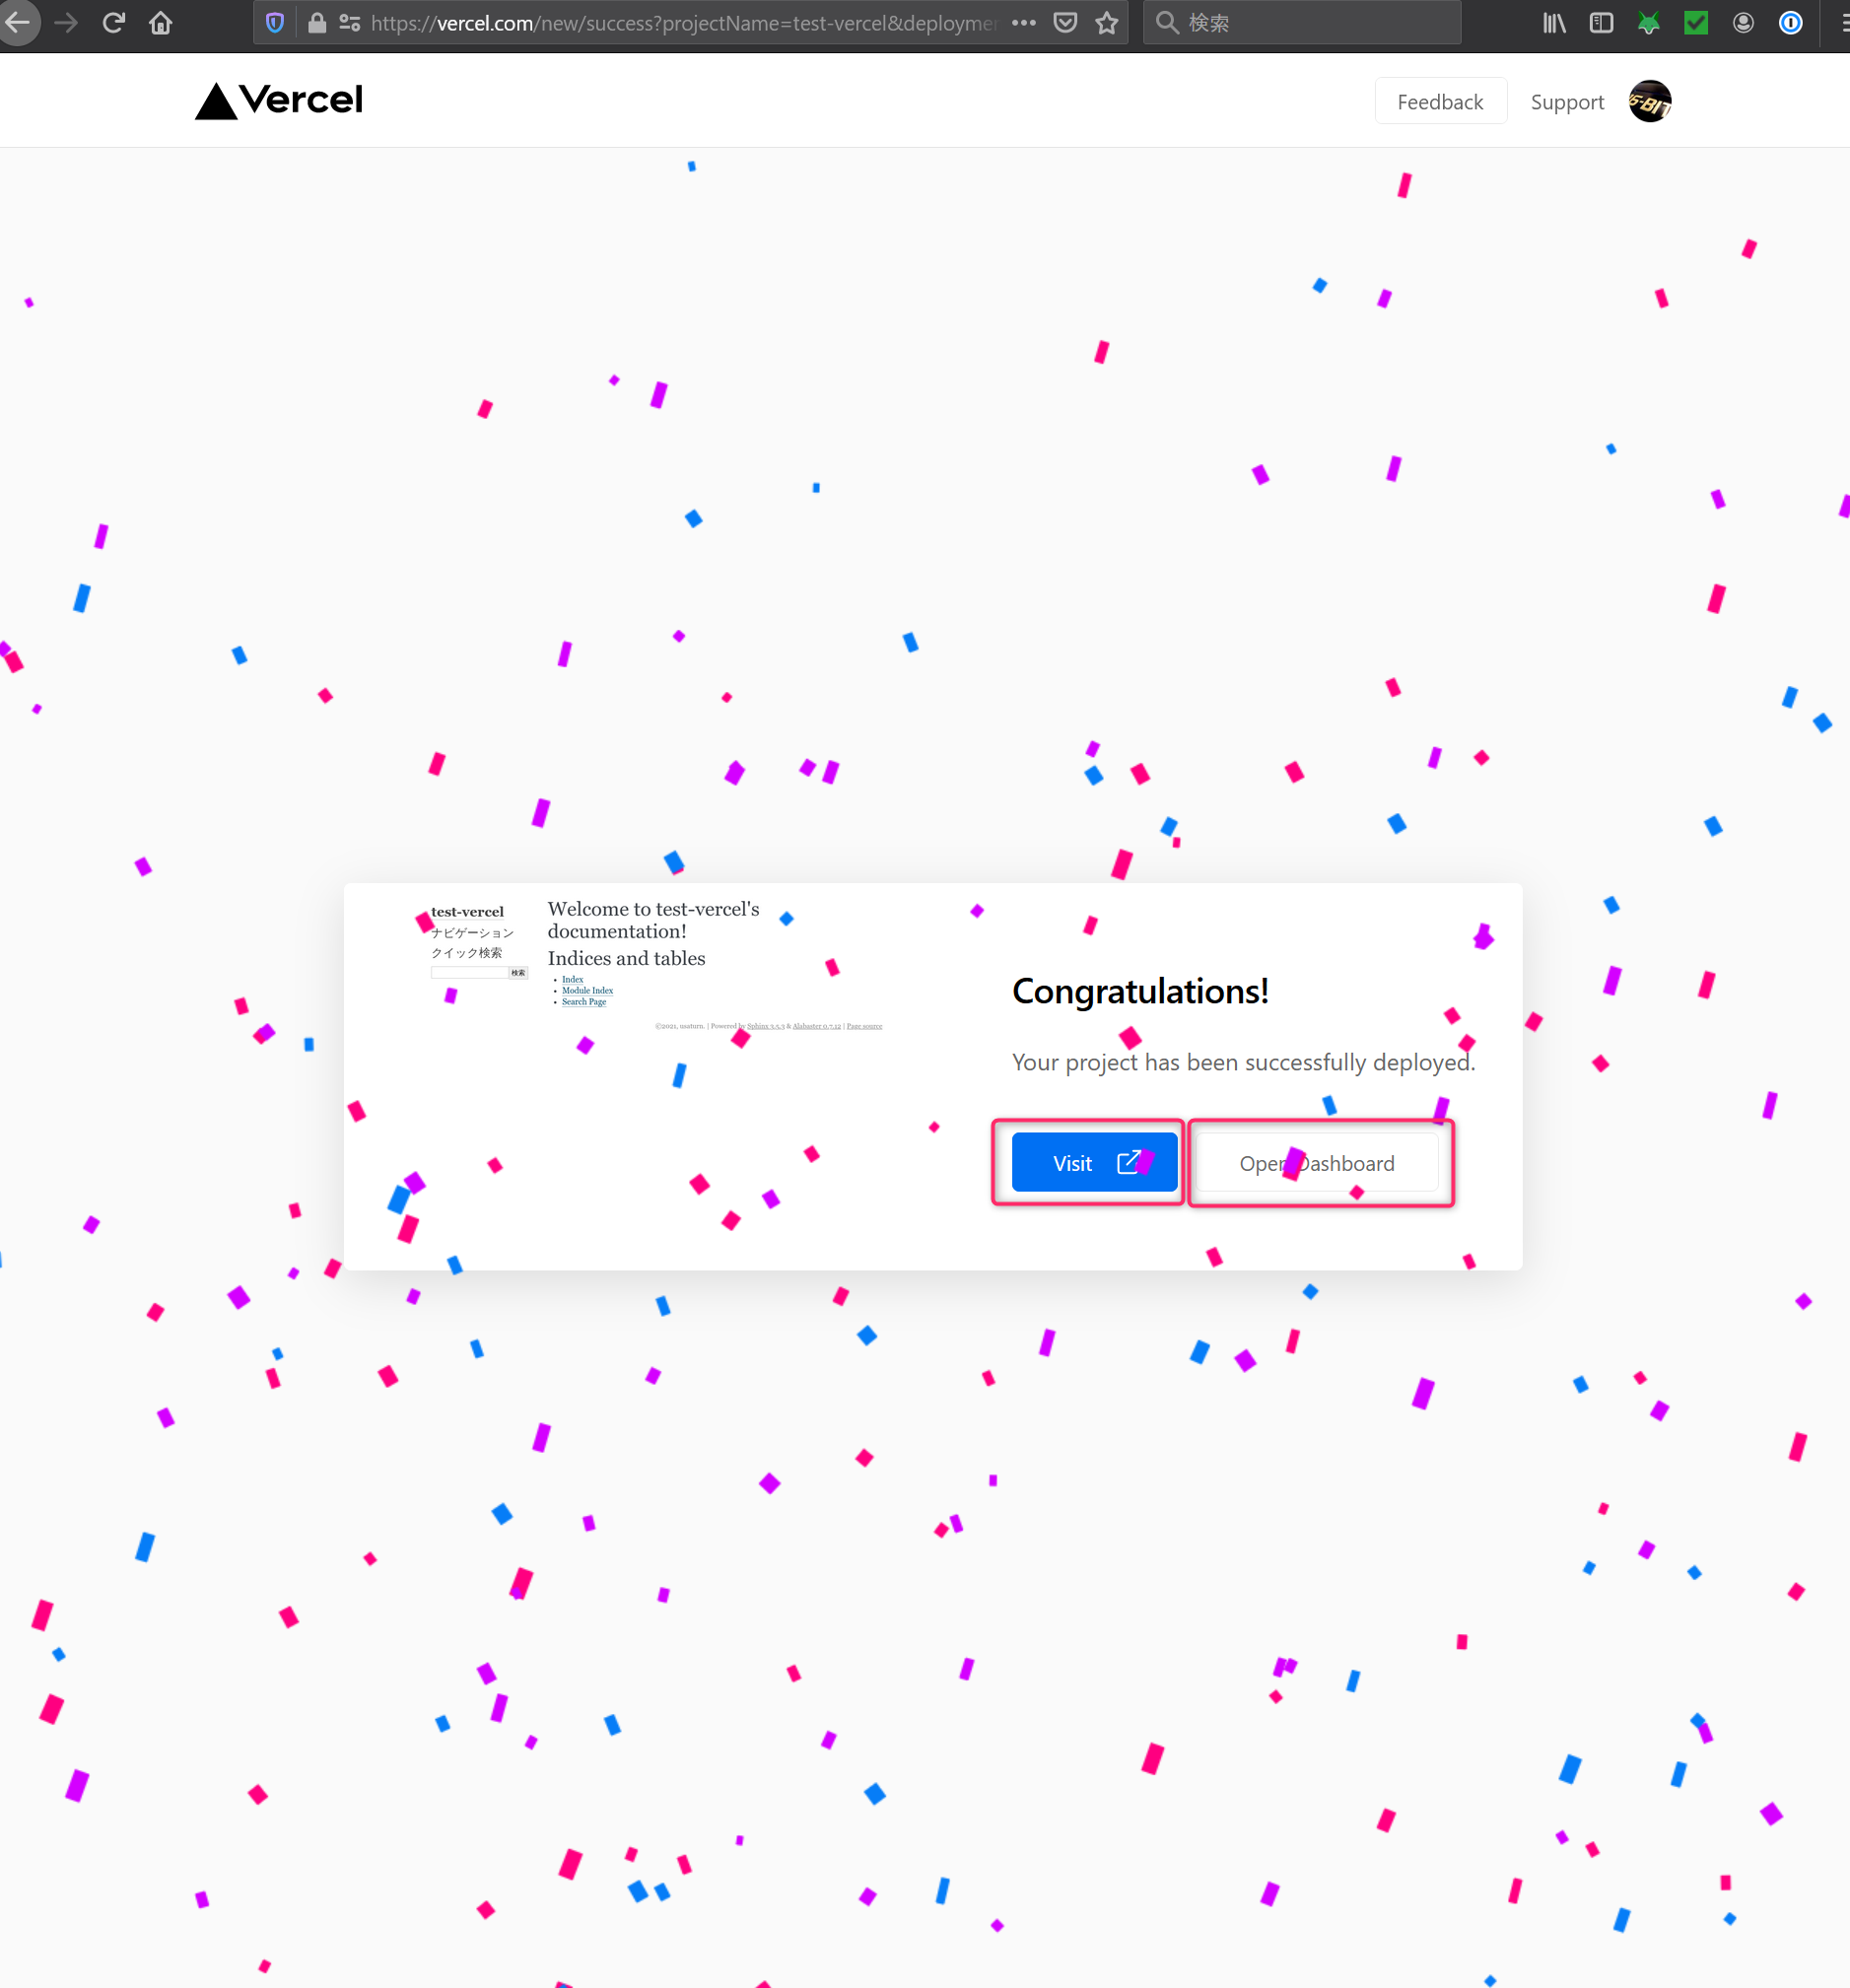 https://vercel.com/new/success?projectName=test-vercel&deploymen
検索
Vercel
Feedback
Support
test-vercel
ナビゲーション
クイック検索
検索
Welcome to test-vercel's
documentation!
Indices and tables
Index
Module Index
Search Page
©2021, usaturn. | Powered by Sphinx 3.5.3 & Alabaster 0.7.12 | Page source
Congratulations!
Your project has been successfully deployed.
Visit
Open Dashboard